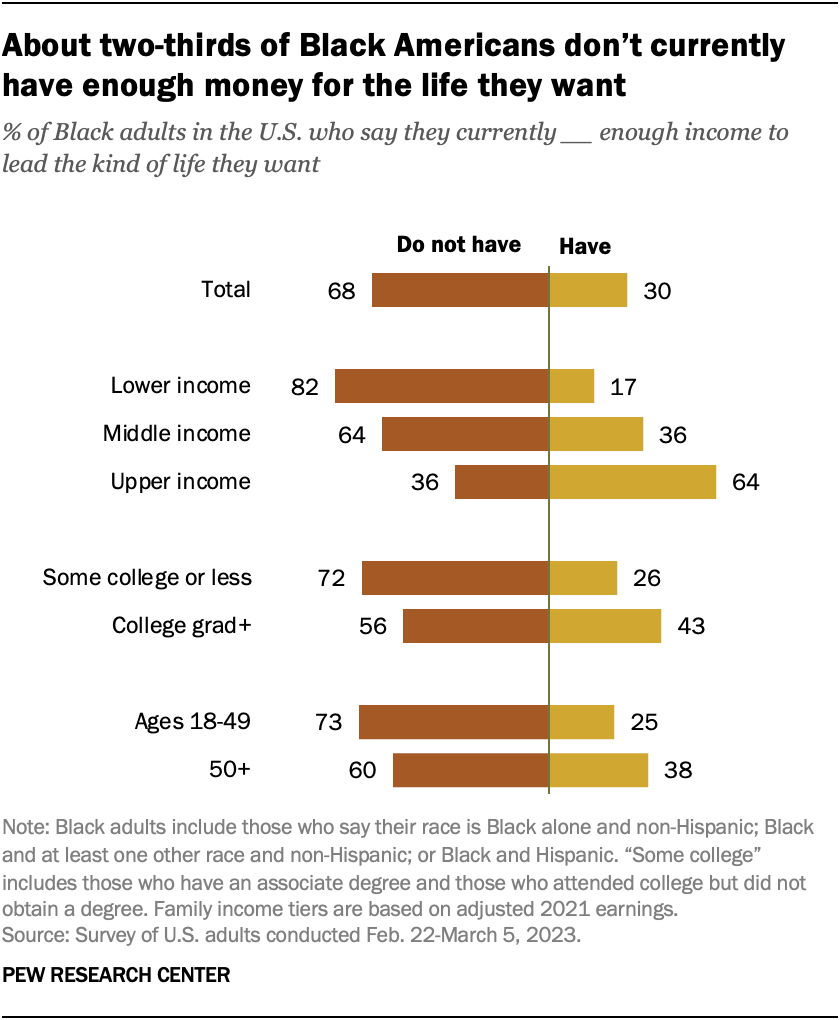 About two-thirds of Black Americans don’t currently
have enough money for the life they want
% of Black adults in the U.S. who say they currently __ enough income to
lead the kind of life they want
Do not have Have
Total 68 30
Lower income 82 17
Middle income 64 36
Upper income 36 64
Some college or less 72 26
College grad+ 56 43
Ages 18-49 73 25
50+ 60 38
Note: Black adults include those who say their race is Black alone and non-Hispanic; Black
and at least one other race and non-Hispanic; or Black and Hispanic. “Some college”
includes those who have an associate degree and those who attended college but did not
obtain a degree. Family income tiers are based on adjusted 2021 earnings.
Source: Survey of U.S. adults conducted Feb. 22-March 5, 2023.
PEW RESEARCH CENTER